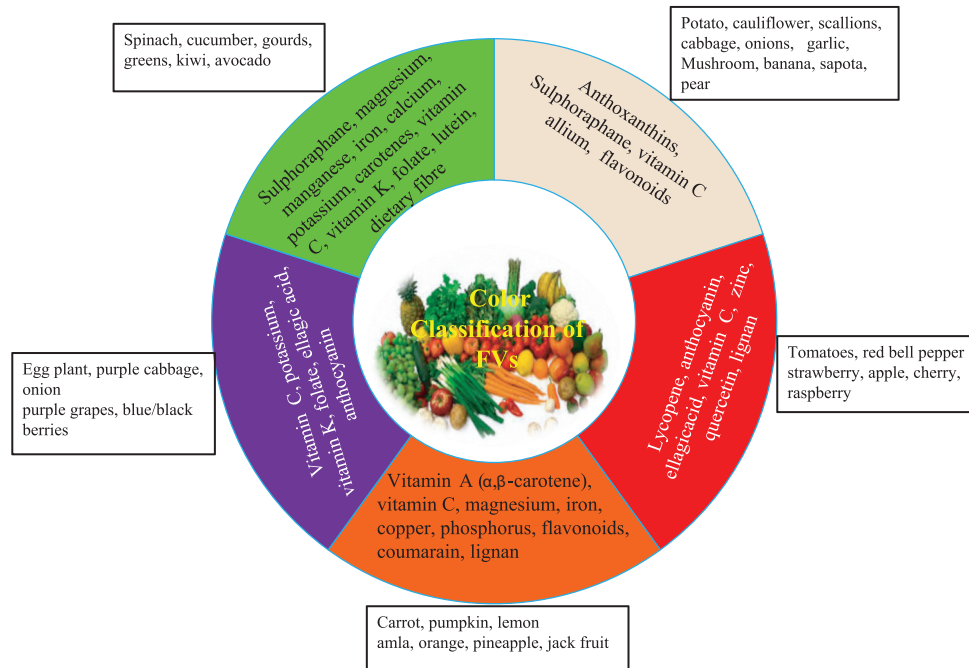 Spinach, cucumber, gourds,
greens, kiwi, avocado
Potato, cauliflower, scallions,
cabbage, onions, garlic,
Mushroom, banana, sapota,
pear
Sulphoraphane, magnesium,
manganese, iron, calcium,
potassium, carotenes, vitamin
C, vitamin K, folate, lutein,
dietary fibre
Anthoxanthins,
Sulphoraphane, vitamin C
allium, flavonoids
Color
Classification of
FVs
Vitamin C, potassium,
vitamin K, folate, ellagic acid,
anthocyanin
Lycopene, anthocyanin,
ellagicacid, vitamin C, zinc,
quercetin, lignan
Egg plant, purple cabbage,
onion
purple grapes, blue/black
berries
Tomatoes, red bell pepper
strawberry, apple, cherry,
raspberry
Vitamin A (α,β-carotene),
vitamin C, magnesium, iron,
copper, phosphorus, flavonoids,
coumarain, lignan
Carrot, pumpkin, lemon
amla, orange, pineapple, jack fruit